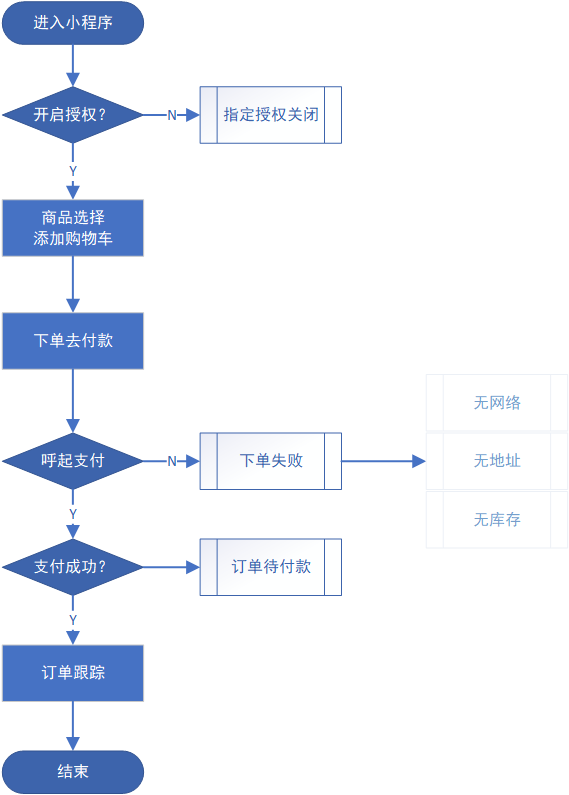 进入小程序
开启授权？
N
指定授权关闭
Y
商品选择
添加购物车
下单去付款
无网络
呼起支付
N
下单失败
无地址
Y
无库存
支付成功？
订单待付款
Y
订单跟踪
结束